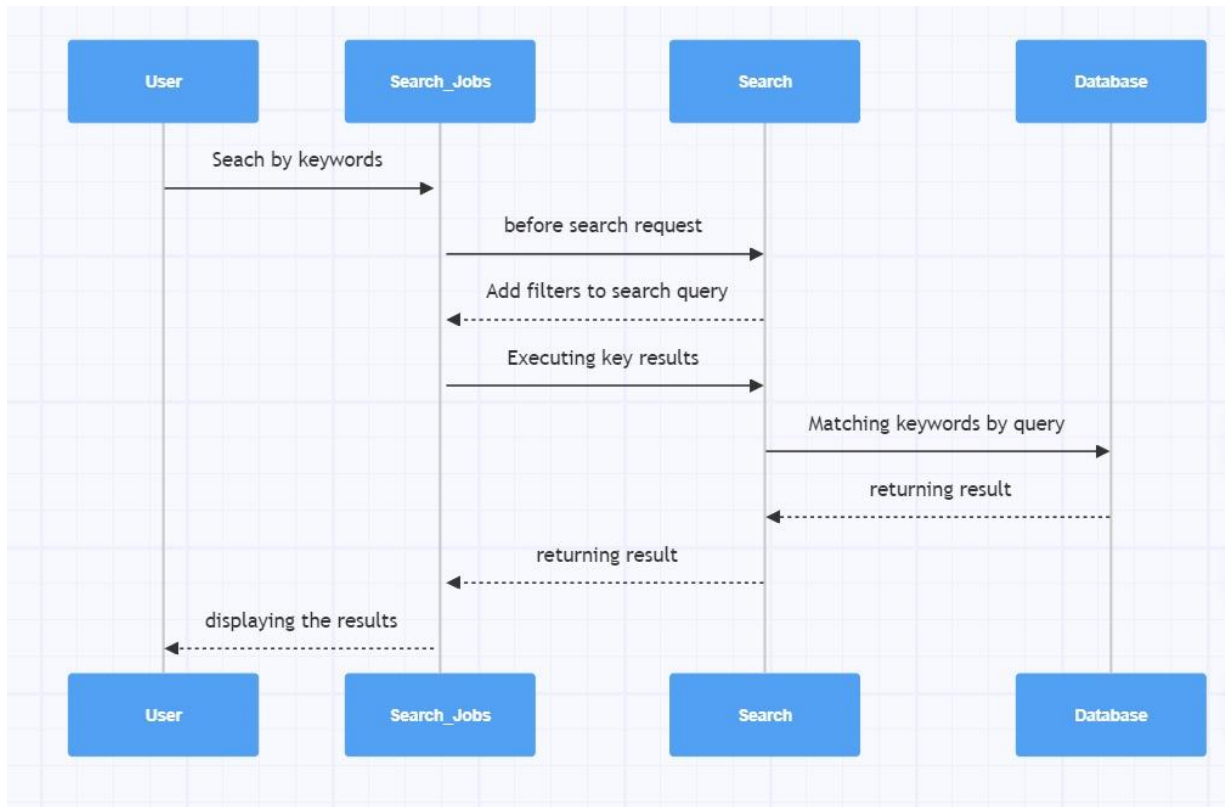 User
Search_Jobs
Search
Database
Seach by keywords
before search request
Add filters to search query
Executing key results
Matching keywords by query
returning result
returning result
displaying the results
User
Search_Jobs
Search
Database